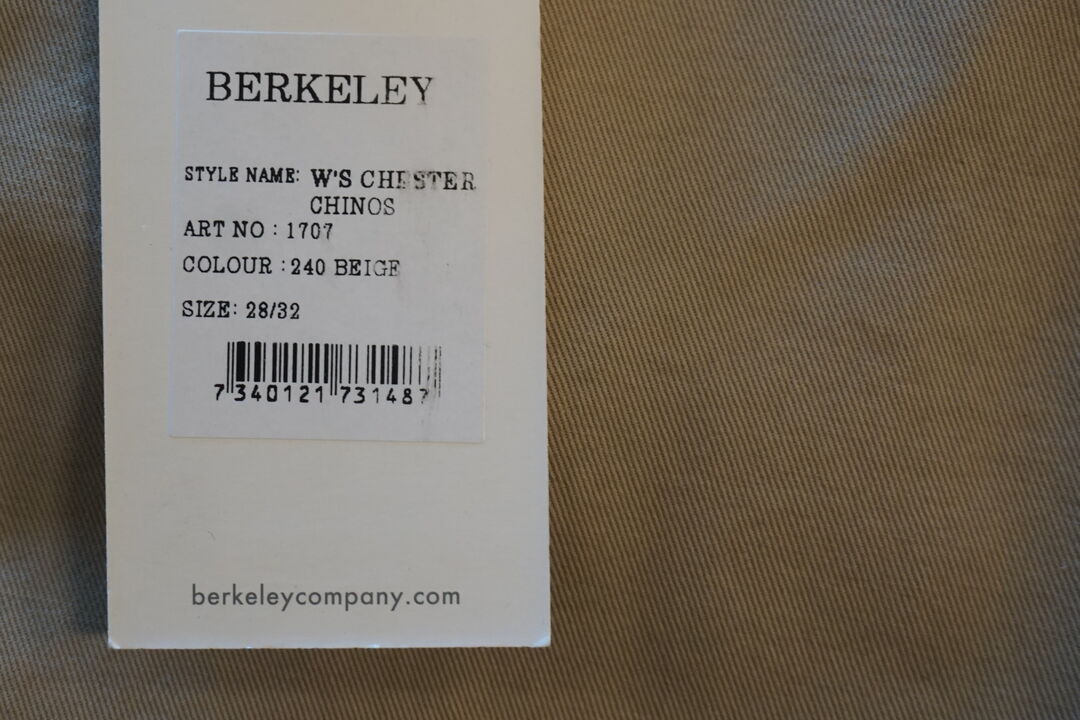 BERKELEY
STYLE NAME: W'S CHESTER
CHINOS
ART NO : 1707
COLOUR : 240 BEIGE
SIZE: 28/32
7 340121 731487
berkeleycompany.com